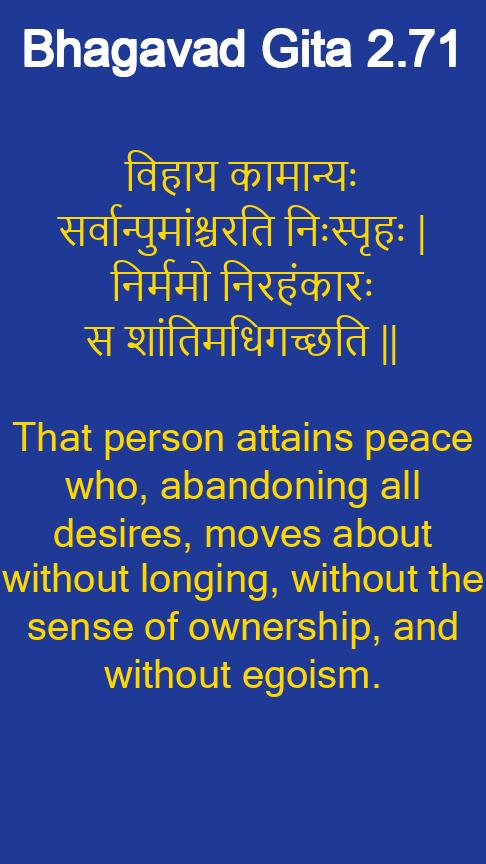 Bhagavad Gita 2.71
विहाय कामान्यः
सर्वान्पुमांश्चरति निःस्पृहः |
निर्ममो निरहंकारः
स शांतिमधिगच्छति ||
That person attains peace
who, abandoning all
desires, moves about
without longing, without the
sense of ownership, and
without egoism.